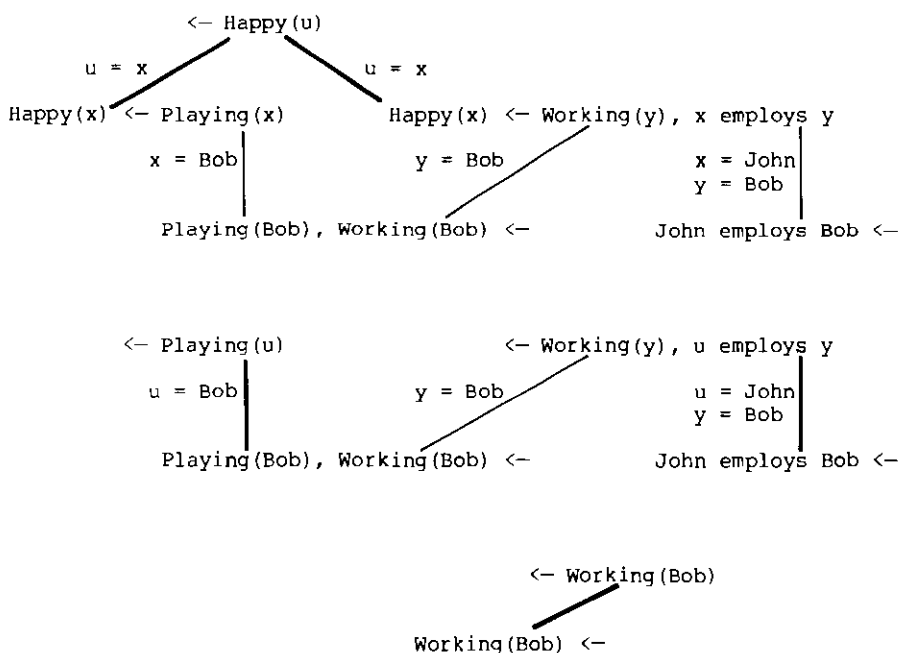 <– Happy(u)
u = x u = x
Happy(x) <– Playing(x) Happy(x) <– Working(y), x employs y
x = Bob y = Bob x = John
y = Bob
Playing(Bob), Working(Bob) <– John employs Bob <–
<– Playing(u) <– Working(y), u employs y
u = Bob y = Bob u = John
y = Bob
Playing(Bob), Working(Bob) <– John employs Bob <–
<– Working(Bob)
Working(Bob) <–